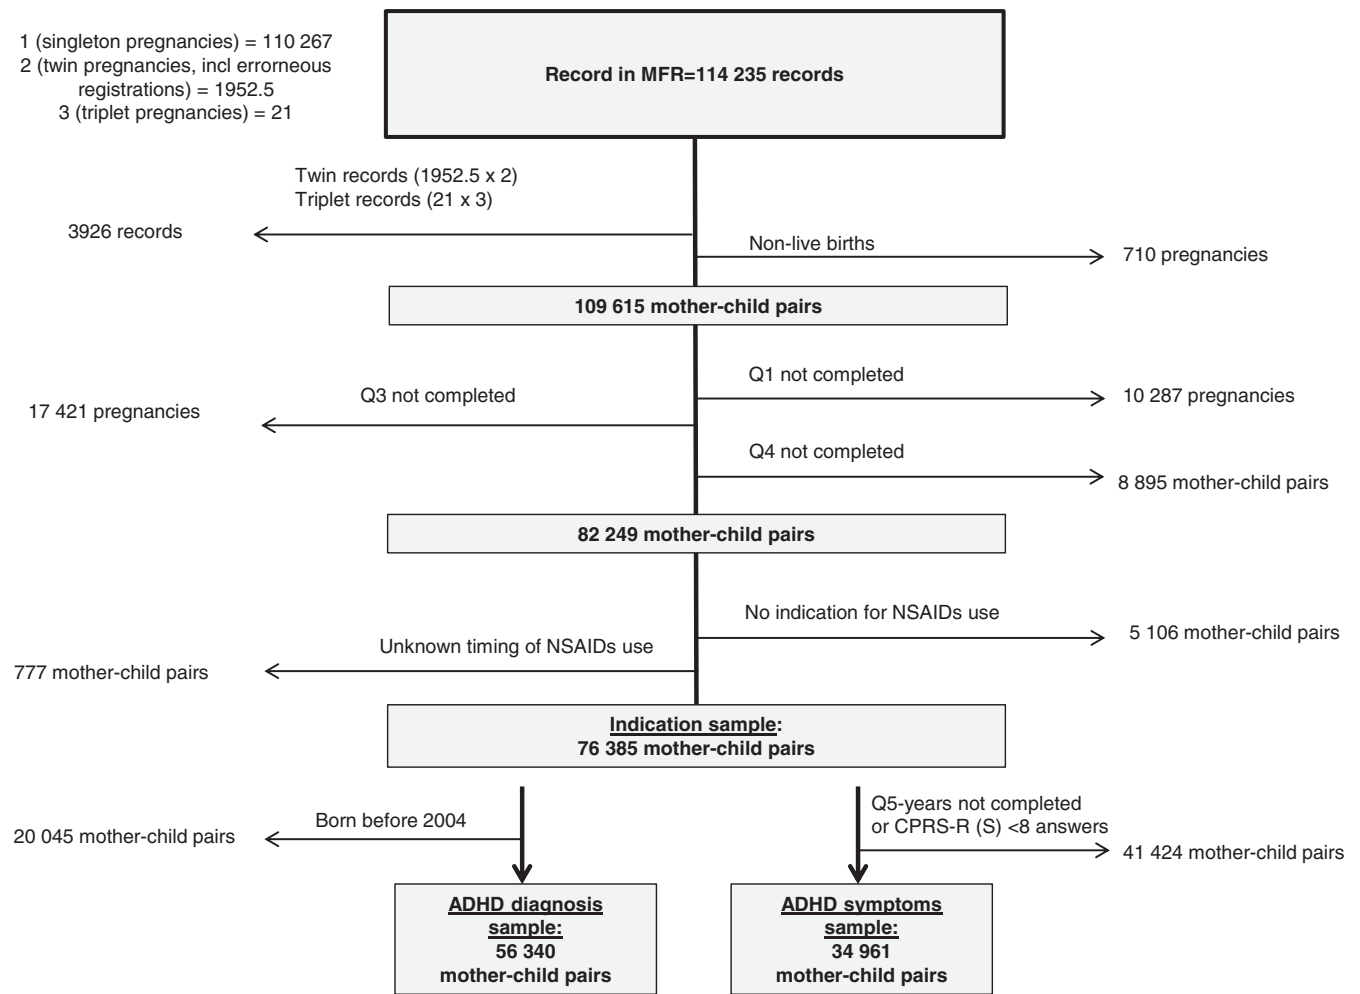 1 (singleton pregnancies) = 110 267
2 (twin pregnancies, incl errorneous
registrations) = 1952.5
3 (triplet pregnancies) = 21
Record in MFR=114 235 records
Twin records (1952.5 x 2)
Triplet records (21 x 3)
3926 records
Non-live births
710 pregnancies
109 615 mother-child pairs
Q1 not completed
10 287 pregnancies
Q3 not completed
17 421 pregnancies
Q4 not completed
8 895 mother-child pairs
82 249 mother-child pairs
No indication for NSAIDs use
5 106 mother-child pairs
Unknown timing of NSAIDs use
777 mother-child pairs
Indication sample:
76 385 mother-child pairs
Born before 2004
20 045 mother-child pairs
Q5-years not completed
or CPRS-R (S) <8 answers
41 424 mother-child pairs
ADHD diagnosis
sample:
56 340
mother-child pairs
ADHD symptoms
sample:
34 961
mother-child pairs